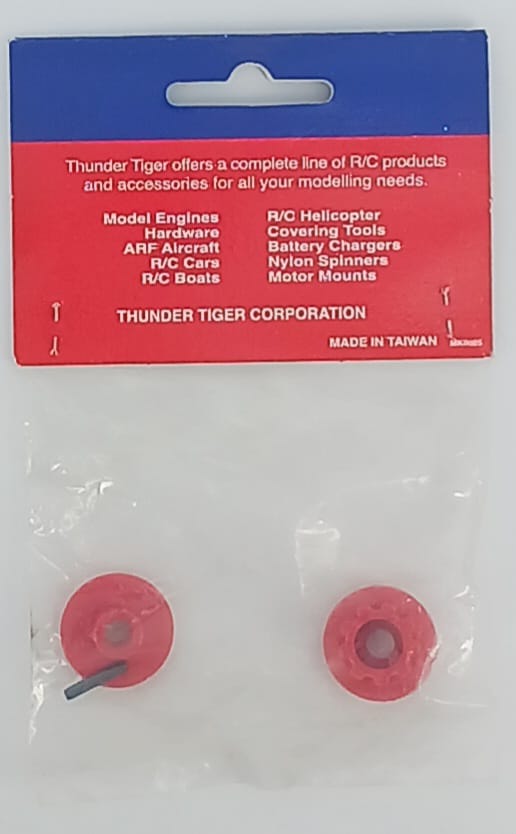 Thunder Tiger offers a complete line of R/C products
and accessories for all your modelling needs.
Model Engines
Hardware
ARF Aircraft
R/C Cars
R/C Boats
R/C Helicopter
Covering Tools
Battery Chargers
Nylon Spinners
Motor Mounts
THUNDER TIGER CORPORATION
MADE IN TAIWAN